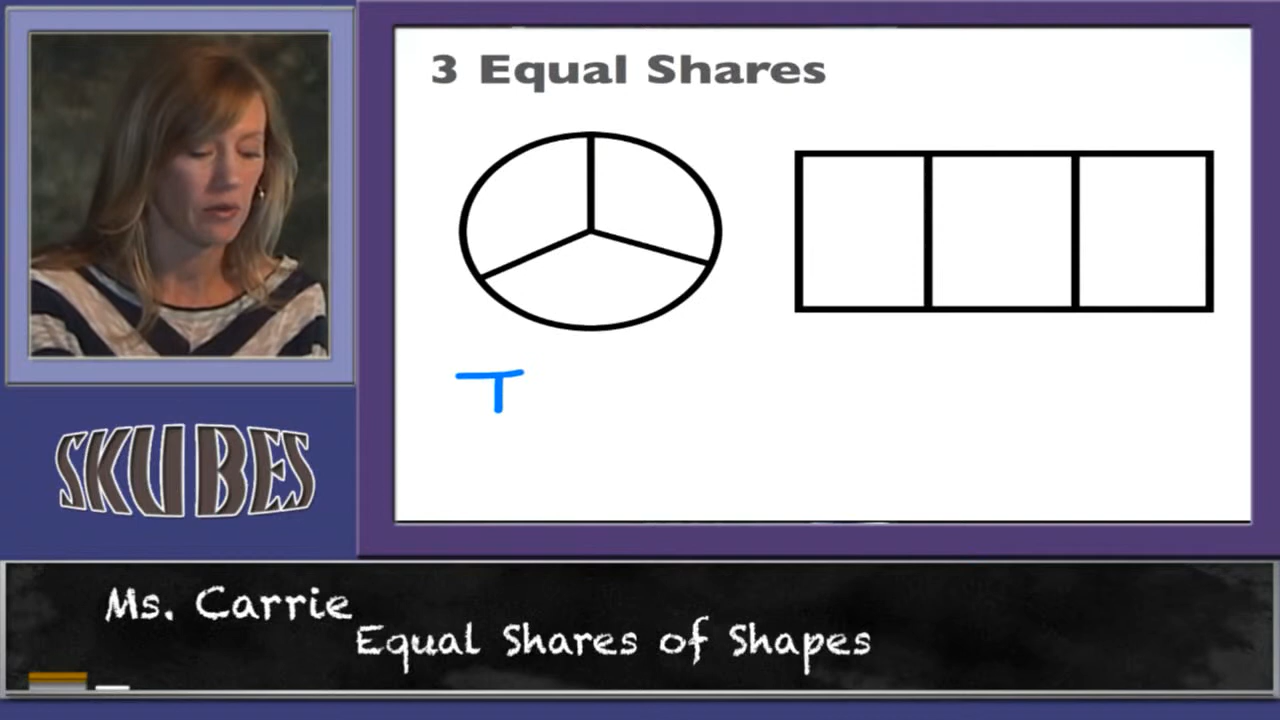 3 Equal Shares
T
SKUBES
Ms. Carrie
Equal Shares of Shapes